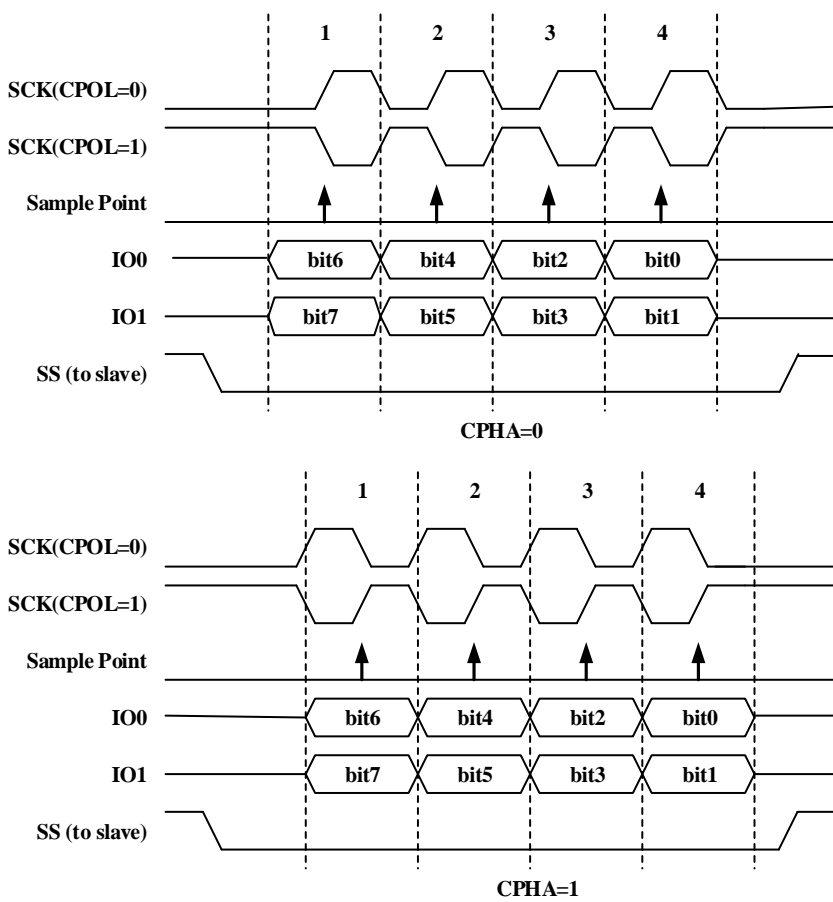 1 2 3 4
SCK(CPOL=0)
SCK(CPOL=1)
Sample Point
IO0 bit6 bit4 bit2 bit0
IO1 bit7 bit5 bit3 bit1
SS (to slave)
CPHA=0
1 2 3 4
SCK(CPOL=0)
SCK(CPOL=1)
Sample Point
IO0 bit6 bit4 bit2 bit0
IO1 bit7 bit5 bit3 bit1
SS (to slave)
CPHA=1